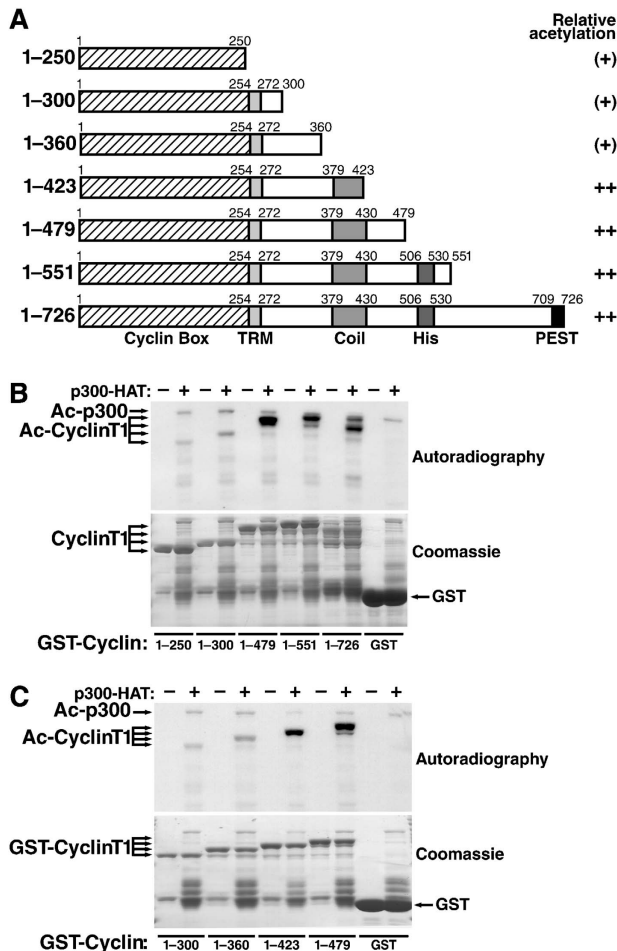 A
Relative
acetylation
1 250
1–250 (+)
1 254 272 300
1–300 (+)
1 254 272 360
1–360 (+)
1 254 272 379 423
1–423 ++
1 254 272 379 430 479
1–479 ++
1 254 272 379 430 506 530 551
1–551 ++
1 254 272 379 430 506 530 709 726
1–726 ++
Cyclin Box TRM Coil His PEST
B
p300-HAT: – + – + – + – + – + – +
Ac-p300
Ac-CyclinT1
Autoradiography
CyclinT1
Coomassie
GST
GST-Cyclin: 1–250 1–300 1–479 1–551 1–726 GST
C
p300-HAT: – + – + – + – + – +
Ac-p300
Ac-CyclinT1
Autoradiography
GST-CyclinT1
Coomassie
GST
GST-Cyclin: 1–300 1–360 1–423 1–479 GST